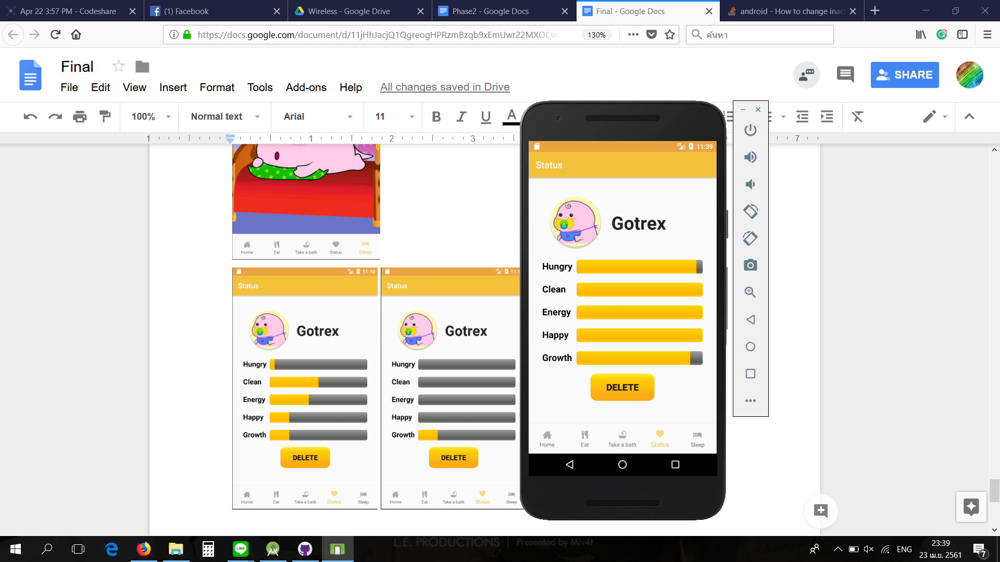 Apr 22 3:57 PM - Codeshare
(1) Facebook
Wireless - Google Drive
Phase2 - Google Docs
Final - Google Docs
android - How to change inac
https://docs.google.com/document/d/11jHhJacjQ1QgreogHPRzmBzqb9xEmUwr22MXOCw
130%
ค้นหา
Final
File Edit View Insert Format Tools Add-ons Help
All changes saved in Drive
SHARE
100% Normal text Arial 11 B I U A
1 1 2 3 7
Home Eat Take a bath Status Sleep
11:10
Status
Gotrex
Hungry
Clean
Energy
Happy
Growth
DELETE
Home Eat Take a bath Status Sleep
11:1
Status
Gotrex
Hungry
Clean
Energy
Happy
Growth
DELETE
Home Eat Take a bath Status Sleep
LTE 11:39
Status
Gotrex
Hungry
Clean
Energy
Happy
Growth
DELETE
Home Eat Take a bath Status Sleep
L.E. PRODUCTIONS | Presented by Miv4t
LINE
ENG
23:39
23 เม.ย. 2561
7